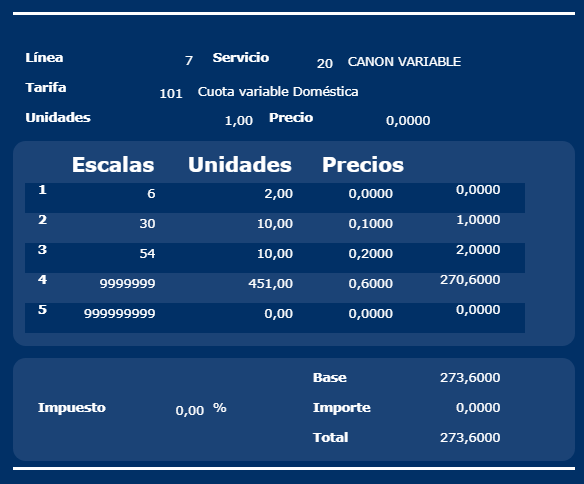 Línea 7 Servicio 20 CANON VARIABLE
Tarifa 101 Cuota variable Doméstica
Unidades 1,00 Precio 0,0000
Escalas Unidades Precios
1 6 2,00 0,0000 0,0000
2 30 10,00 0,1000 1,0000
3 54 10,00 0,2000 2,0000
4 9999999 451,00 0,6000 270,6000
5 999999999 0,00 0,0000 0,0000
Base 273,6000
Impuesto 0,00 % Importe 0,0000
Total 273,6000